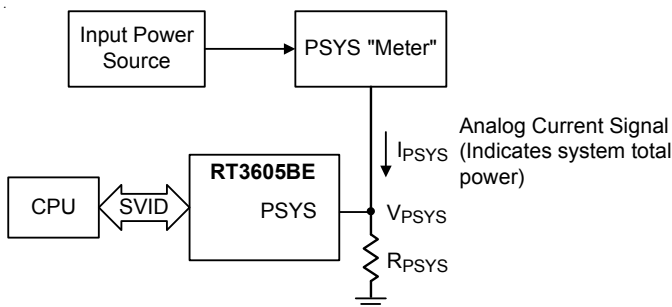 Input Power
Source
PSYS "Meter"
IPSYS
Analog Current Signal
(Indicates system total
power)
RT3605BE
CPU
SVID
PSYS
VPSYS
RPSYS